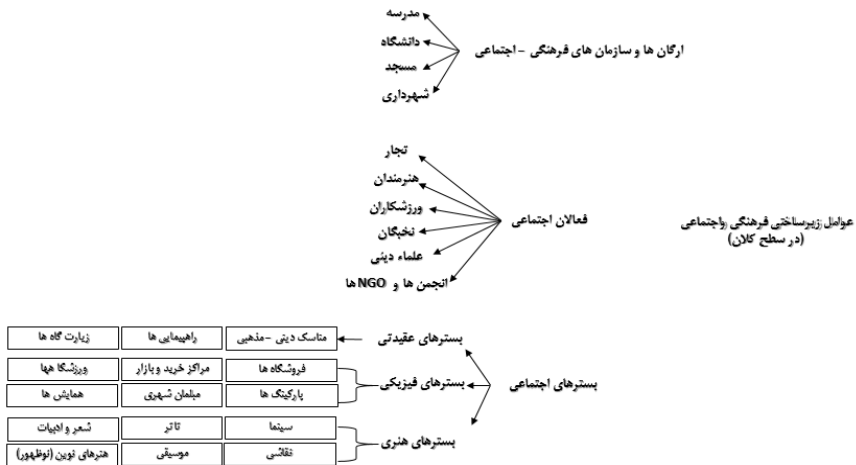 عوامل زیرساختی فرهنگی واجتماعی
(در سطح کلان)
ارگان ها و سازمان های فرهنگی - اجتماعی
مدرسه
دانشگاه
مسجد
شهرداری
فعالان اجتماعی
تجار
هنرمندان
ورزشکاران
نخبگان
علماء دینی
انجمن ها و NGO ها
بسترهای اجتماعی
بسترهای عقیدتی
مناسک دینی -مذهبی
راهپیمایی ها
زیارت گاه ها
بسترهای فیزیکی
فروشگاه ها
مراکز خرید و بازار
ورزشگا هها
پارکینگ ها
مبلمان شهری
همایش ها
بسترهای هنری
سینما
تاتر
شعر و ادبیات
نقاشی
موسیقی
هنرهای نوین (نوظهور)